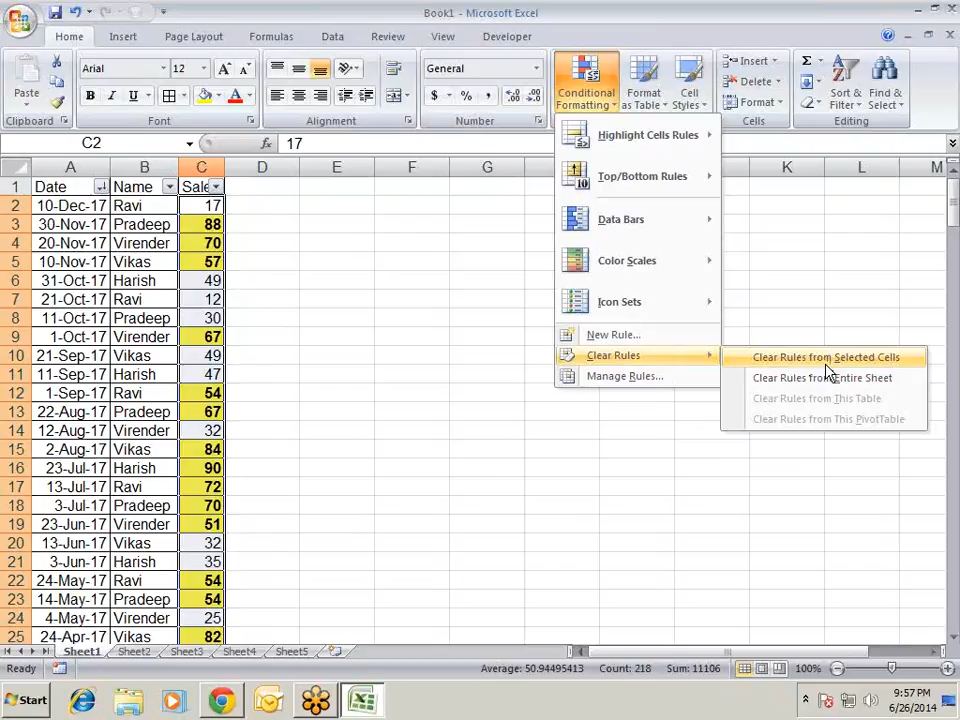 Book1 - Microsoft Excel
Home Insert Page Layout Formulas Data Review View Developer
Paste Arial 12 General Conditional Formatting Format as Table Cell Styles Insert Delete Format Sort & Filter Find & Select
B I U A $ % ,
Clipboard Font Alignment Number Cells Editing
C2 fx 17
A B C D E F G K L M
1 Date Name Sale
2 10-Dec-17 Ravi 17
3 30-Nov-17 Pradeep 88
4 20-Nov-17 Virender 70
5 10-Nov-17 Vikas 57
6 31-Oct-17 Harish 49
7 21-Oct-17 Ravi 12
8 11-Oct-17 Pradeep 30
9 1-Oct-17 Virender 67
10 21-Sep-17 Vikas 49
11 11-Sep-17 Harish 47
12 1-Sep-17 Ravi 54
13 22-Aug-17 Pradeep 67
14 12-Aug-17 Virender 32
15 2-Aug-17 Vikas 84
16 23-Jul-17 Harish 90
17 13-Jul-17 Ravi 72
18 3-Jul-17 Pradeep 70
19 23-Jun-17 Virender 51
20 13-Jun-17 Vikas 32
21 3-Jun-17 Harish 35
22 24-May-17 Ravi 54
23 14-May-17 Pradeep 54
24 4-May-17 Virender 25
25 24-Apr-17 Vikas 82
Highlight Cells Rules
Top/Bottom Rules
Data Bars
Color Scales
Icon Sets
New Rule...
Clear Rules
Manage Rules...
Clear Rules from Selected Cells
Clear Rules from Entire Sheet
Clear Rules from This Table
Clear Rules from This PivotTable
Sheet1 Sheet2 Sheet3 Sheet4 Sheet5
Ready Average: 50.94495413 Count: 218 Sum: 11106 100%
Start 9:57 PM
6/26/2014